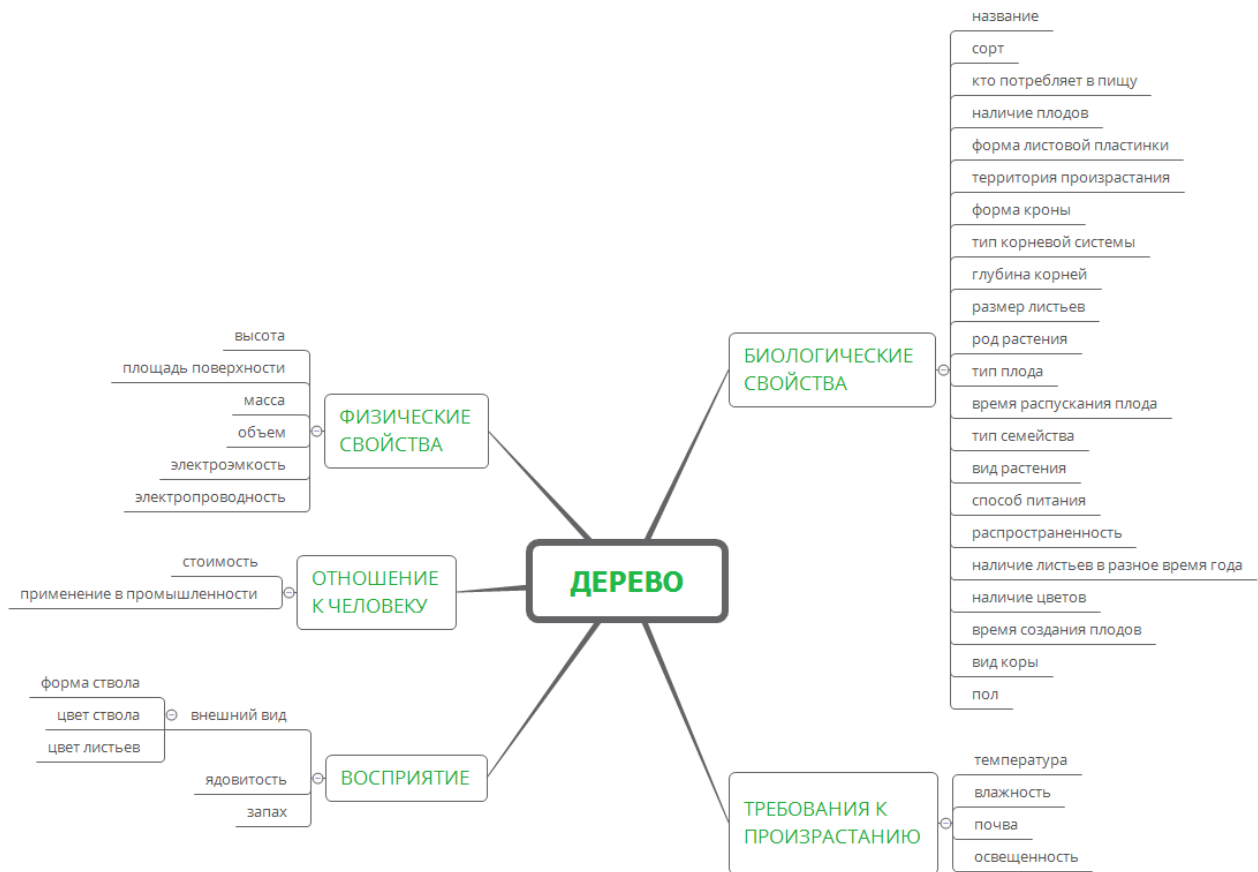 ДЕРЕВО
БИОЛОГИЧЕСКИЕ
СВОЙСТВА
название
сорт
кто потребляет в пищу
наличие плодов
форма листовой пластинки
территория произрастания
форма кроны
тип корневой системы
глубина корней
размер листьев
род растения
тип плода
время распускания плода
тип семейства
вид растения
способ питания
распространенность
наличие листьев в разное время года
наличие цветов
время создания плодов
вид коры
пол
ТРЕБОВАНИЯ К
ПРОИЗРАСТАНИЮ
температура
влажность
почва
освещенность
ФИЗИЧЕСКИЕ
СВОЙСТВА
высота
площадь поверхности
масса
объем
электроэмкость
электропроводность
ОТНОШЕНИЕ
К ЧЕЛОВЕКУ
стоимость
применение в промышленности
ВОСПРИЯТИЕ
внешний вид
форма ствола
цвет ствола
цвет листьев
ядовитость
запах